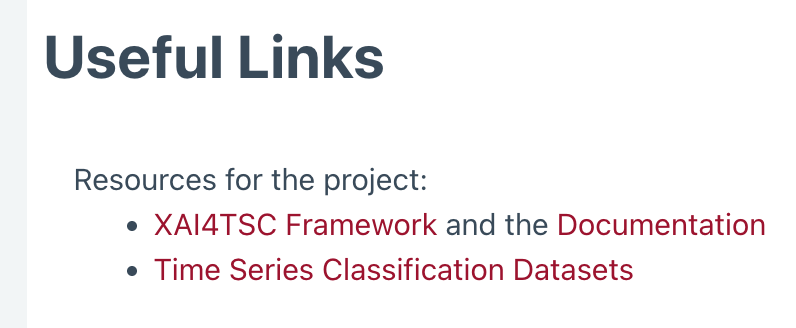 Useful Links
Resources for the project:
• XAI4TSC Framework and the Documentation
• Time Series Classification Datasets